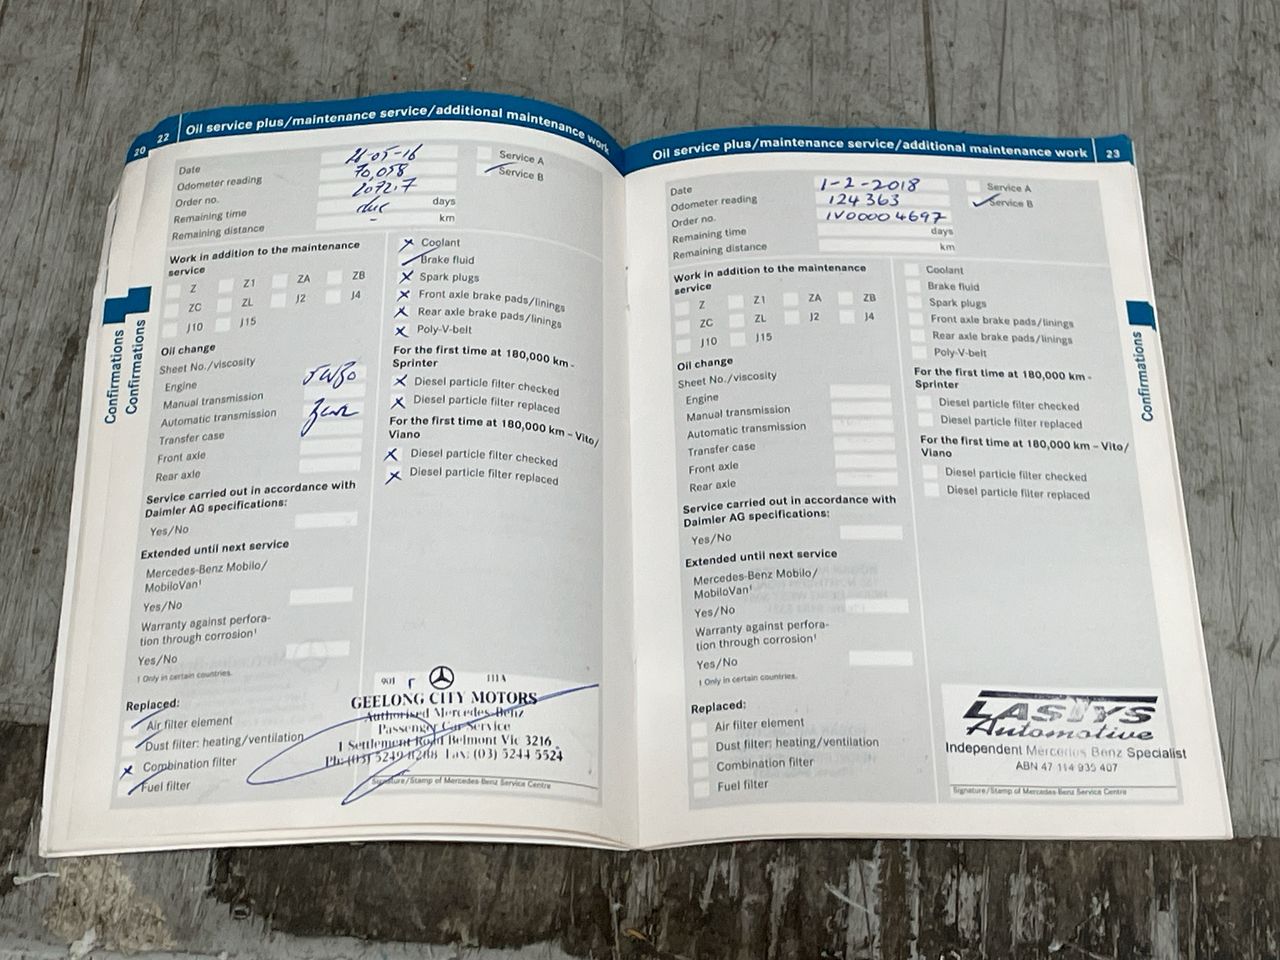 20
22 Oil service plus/maintenance service/additional maintenance work
Date 26-05-16
Odometer reading 70,058
Order no. 207217
Remaining time due days
Remaining distance - km
Service A
Service B
Work in addition to the maintenance
service
Z Z1 ZA ZB
ZC ZL J2 J4
J10 J15
Oil change
Sheet No./viscosity
Engine 5W30
Manual transmission
Automatic transmission
Transfer case
Front axle
Rear axle
Service carried out in accordance with
Daimler AG specifications:
Yes/No
Extended until next service
Mercedes-Benz Mobilo/
MobiloVan¹
Yes/No
Warranty against perfora-
tion through corrosion¹
Yes/No
¹ Only in certain countries.
Replaced:
Air filter element
Dust filter: heating/ventilation
Combination filter
Fuel filter
Coolant
Brake fluid
Spark plugs
Front axle brake pads/linings
Rear axle brake pads/linings
Poly-V-belt
For the first time at 180,000 km -
Sprinter
Diesel particle filter checked
Diesel particle filter replaced
For the first time at 180,000 km – Vito/
Viano
Diesel particle filter checked
Diesel particle filter replaced
901 111A
GEELONG CITY MOTORS
Authorised Mercedes-Benz
Passenger Car Service
1 Settlement Road Belmont Vic 3216
Ph: (03) 5249 8288 Fax: (03) 5244 5524
Signature/Stamp of Mercedes-Benz Service Centre
Confirmations
Confirmations
Oil service plus/maintenance service/additional maintenance work 23
Date 1-2-2018
Odometer reading 124363
Order no. IV00004697
Remaining time days
Remaining distance km
Service A
Service B
Work in addition to the maintenance
service
Z Z1 ZA ZB
ZC ZL J2 J4
J10 J15
Oil change
Sheet No./viscosity
Engine
Manual transmission
Automatic transmission
Transfer case
Front axle
Rear axle
Service carried out in accordance with
Daimler AG specifications:
Yes/No
Extended until next service
Mercedes-Benz Mobilo/
MobiloVan¹
Yes/No
Warranty against perfora-
tion through corrosion¹
Yes/No
¹ Only in certain countries.
Replaced:
Air filter element
Dust filter: heating/ventilation
Combination filter
Fuel filter
Coolant
Brake fluid
Spark plugs
Front axle brake pads/linings
Rear axle brake pads/linings
Poly-V-belt
For the first time at 180,000 km -
Sprinter
Diesel particle filter checked
Diesel particle filter replaced
For the first time at 180,000 km – Vito/
Viano
Diesel particle filter checked
Diesel particle filter replaced
LASTYS
Automotive
Independent Mercedes Benz Specialist
ABN 47 114 935 407
Signature/Stamp of Mercedes-Benz Service Centre
Confirmations